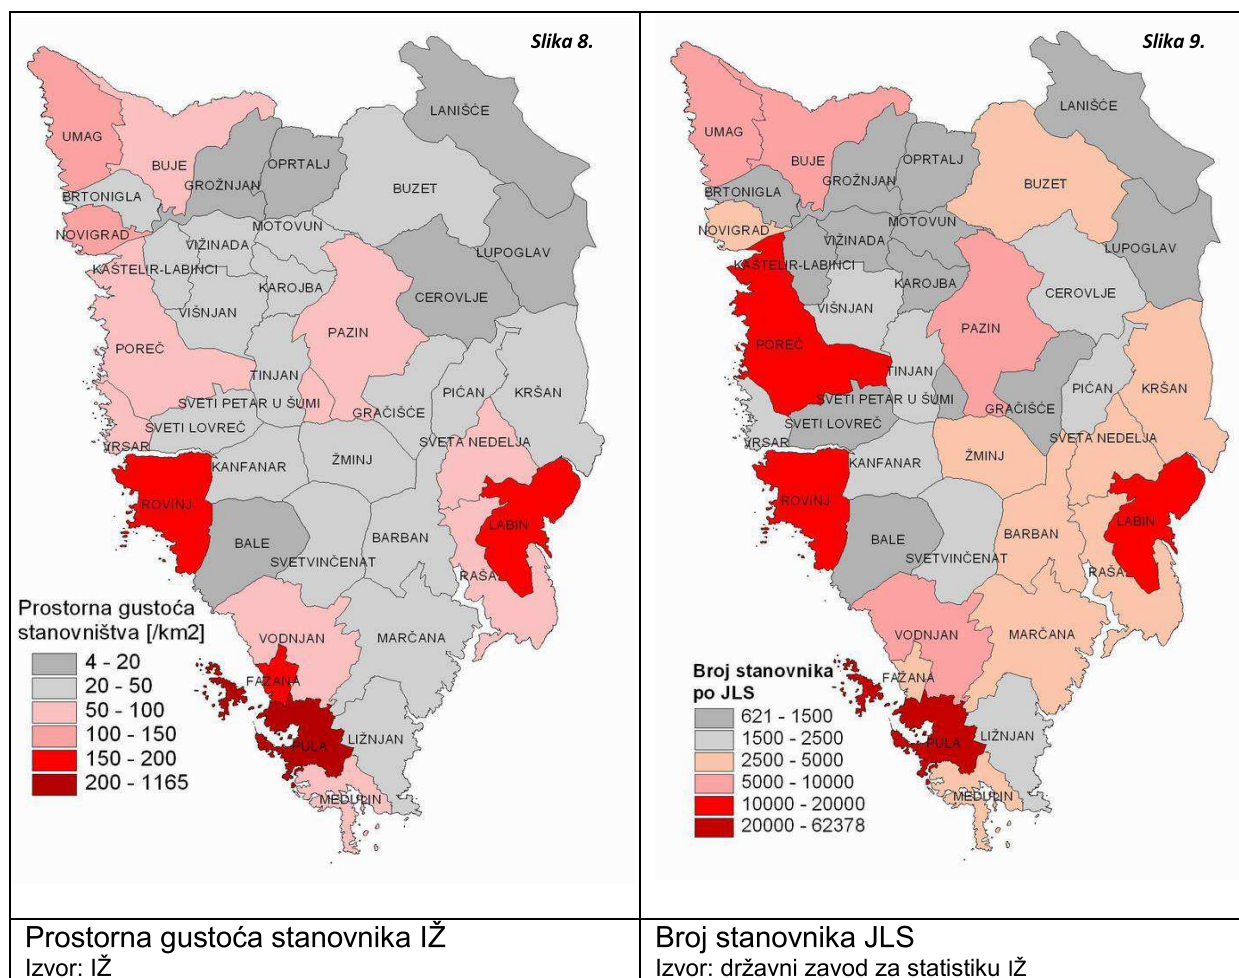 Slika 8.
LANIŠĆE
UMAG
BUJE
OPRTALJ
GROŽNJAN
BUZET
BRTONIGLA
NOVIGRAD
MOTOVUN
VIŽINADA
LUPOGLAV
KAŠTELIR-LABINCI
KAROJBA
CEROVLJE
VIŠNJAN
PAZIN
POREČ
TINJAN
PIĆAN
KRŠAN
SVETI PETAR U ŠUMI
GRAČIŠĆE
SVETI LOVREČ
SVETA NEDELJA
VRSAR
KANFANAR
ŽMINJ
ROVINJ
LABIN
BALE
BARBAN
SVETVINČENAT
RAŠA
VODNJAN
MARČANA
FAŽANA
PULA
LIŽNJAN
MEDULIN
Prostorna gustoća
stanovništva [/km2]
4 - 20
20 - 50
50 - 100
100 - 150
150 - 200
200 - 1165
Slika 9.
LANIŠĆE
UMAG
BUJE
OPRTALJ
GROŽNJAN
BUZET
BRTONIGLA
NOVIGRAD
MOTOVUN
VIŽINADA
LUPOGLAV
KAŠTELIR-LABINCI
KAROJBA
CEROVLJE
VIŠNJAN
PAZIN
POREČ
TINJAN
PIĆAN
KRŠAN
SVETI PETAR U ŠUMI
GRAČIŠĆE
SVETI LOVREČ
SVETA NEDELJA
VRSAR
KANFANAR
ŽMINJ
ROVINJ
LABIN
BALE
BARBAN
SVETVINČENAT
RAŠA
VODNJAN
MARČANA
FAŽANA
PULA
LIŽNJAN
MEDULIN
Broj stanovnika
po JLS
621 - 1500
1500 - 2500
2500 - 5000
5000 - 10000
10000 - 20000
20000 - 62378
Prostorna gustoća stanovnika IŽ
Izvor: IŽ
Broj stanovnika JLS
Izvor: državni zavod za statistiku IŽ